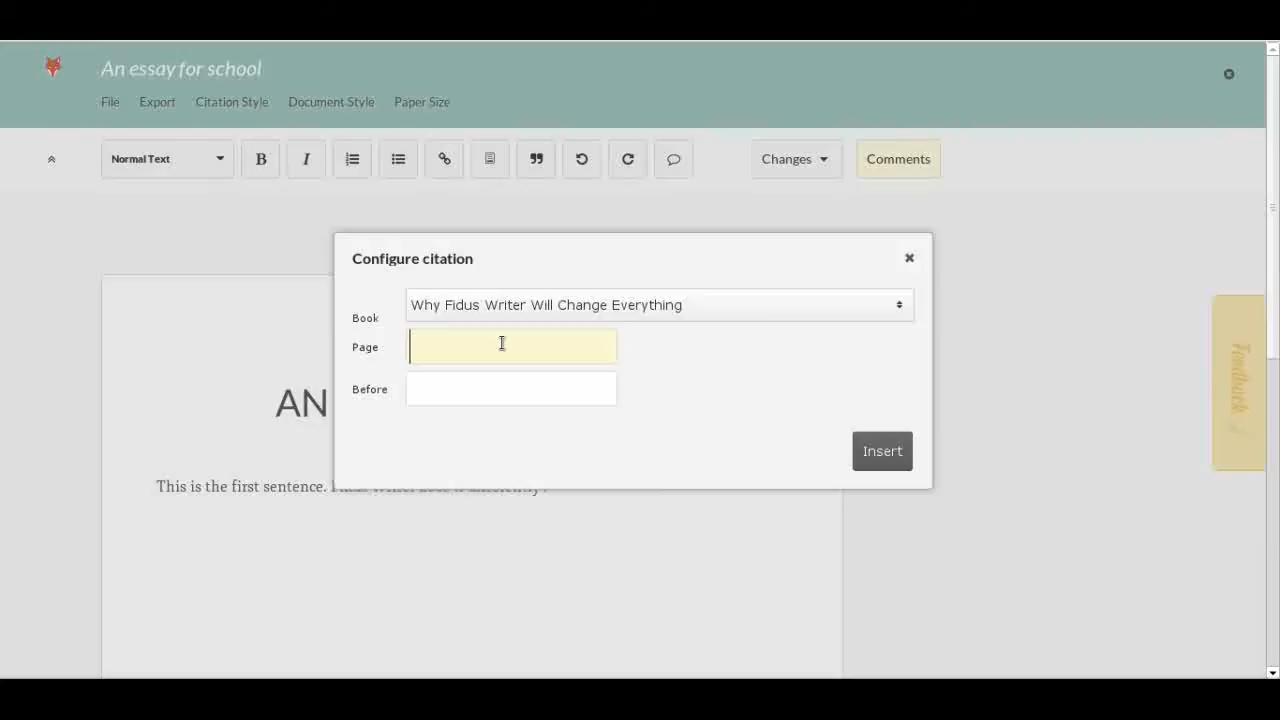 An essay for school
File Export Citation Style Document Style Paper Size
Normal Text B I Changes Comments
Configure citation
Book Why Fidus Writer Will Change Everything
Page
Before
Insert
AN
This is the first sentence.
Feedback